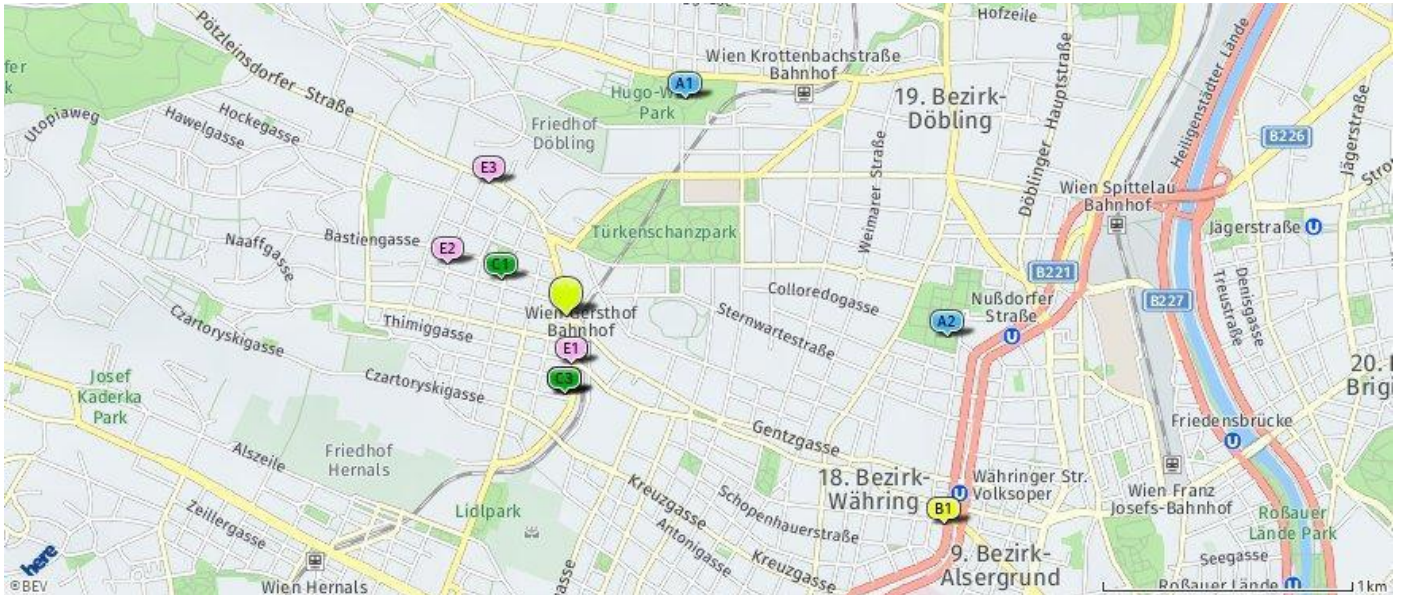 Hofzeile
Pötzleinsdorfer Straße
Wien Krottenbachstraße
Bahnhof
Heiligenstädter Lände
A1
Park
19. Bezirk-
Döbling
Döblinger Hauptstraße
Jägerstraße
B226
Utopiaweg
Hockegasse
Hawelgasse
Friedhof
Döbling
E3
Weimarer Straße
Wien Spittelau
Bahnhof
Jägerstraße
U
Türkenschanzpark
Bastiengasse
E2
Naaffgasse
C1
B221
B227
Denisgasse
Treustraße
Colloredogasse
Nußdorfer
Straße
U
A2
Sternwartestraße
Bahnhof
Thimiggasse
Czartoryskigasse
E1
C3
Czartoryskigasse
Josef
Kaderka
Park
20.
Friedensbrücke
U
Gentzgasse
Alszeile
Friedhof
Hernals
18. Bezirk-
Währing
Währinger Str.
Volksoper
U
B1
Wien Franz
Josefs-Bahnhof
Kreuzgasse
Schopenhauerstraße
Lidlpark
Zeillergasse
Antonigasse
Kreuzgasse
Roßauer
Lände Park
9. Bezirk-
Alsergrund
Seegasse
here
©BEV
Wien Hernals
Roßauer Lände
U
1km